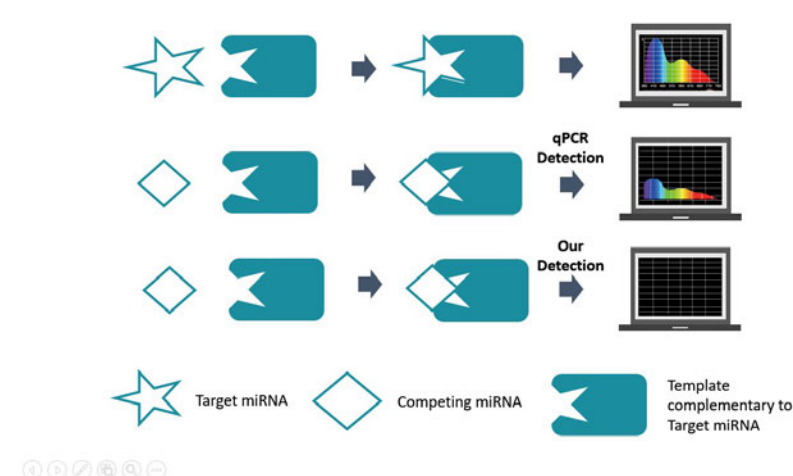 qPCR
Detection
Our
Detection
Target miRNA
Competing miRNA
Template
complementary to
Target miRNA